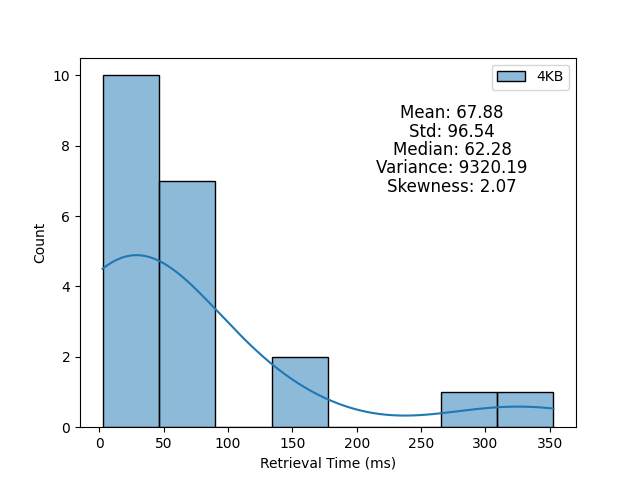 4KB
Mean: 67.88
Std: 96.54
Median: 62.28
Variance: 9320.19
Skewness: 2.07
Count
10
8
6
4
2
0
0 50 100 150 200 250 300 350
Retrieval Time (ms)